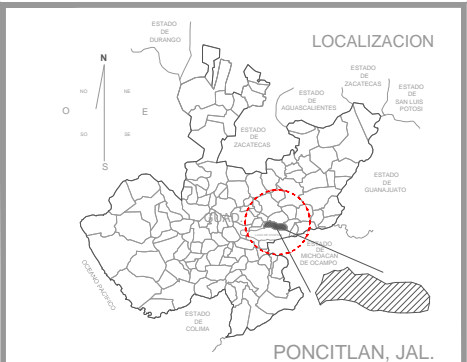 LOCALIZACION
ESTADO
DE
DURANGO
ESTADO
DE
ZACATECAS
ESTADO
DE
SAN LUIS
POTOSI
ESTADO
DE
AGUASCALIENTES
ESTADO
DE
ZACATECAS
N
NO
NE
O
E
SO
SE
S
ESTADO
DE
GUANAJUATO
ESTADO
DE
MICHOACAN
DE OCAMPO
OCEANO PACIFICO
ESTADO
DE
COLIMA
PONCITLAN, JAL.